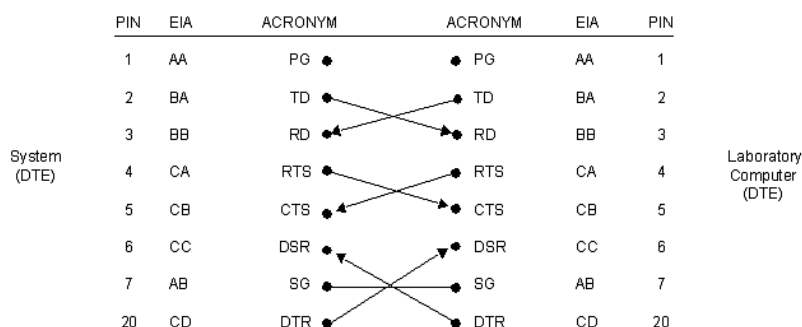 PIN EIA ACRONYM ACRONYM EIA PIN
1 AA PG PG AA 1
2 BA TD TD BA 2
3 BB RD RD BB 3
System
(DTE)
4 CA RTS RTS CA 4
Laboratory
Computer
(DTE)
5 CB CTS CTS CB 5
6 CC DSR DSR CC 6
7 AB SG SG AB 7
20 CD DTR DTR CD 20